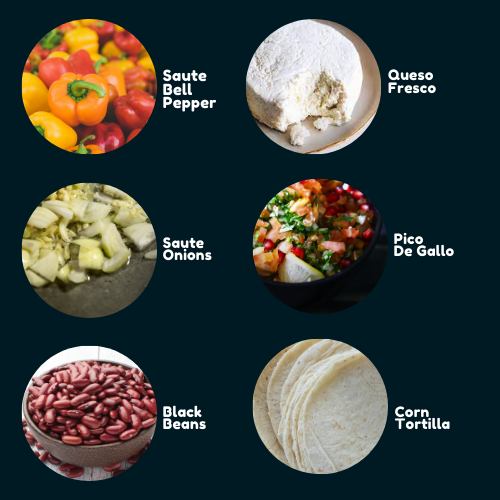 Saute
Bell
Pepper
Queso
Fresco
Saute
Onions
Pico
De Gallo
Black
Beans
Corn
Tortilla